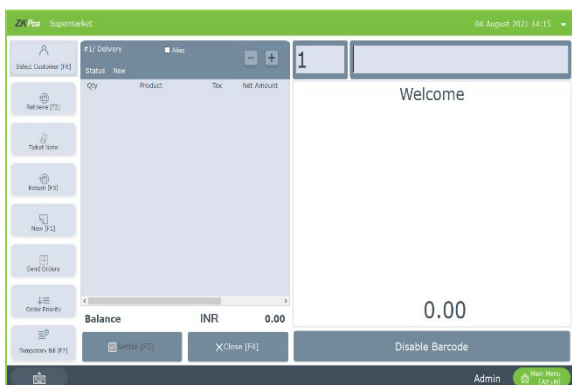 ZKPos Supermarket
04 August 2021 14:15
Select Customer [F6]
Retrieve [F2]
Ticket Note
Return [F3]
New [F1]
Send Orders
Order Priority
Temporary Bill [F7]
#1/ Delivery
Alies
Status New
Qty Product Tax Net Amount
Balance INR 0.00
Settle [F5]
XClose [F4]
1
Welcome
0.00
Disable Barcode
Admin
Main Menu
[Alt+H]